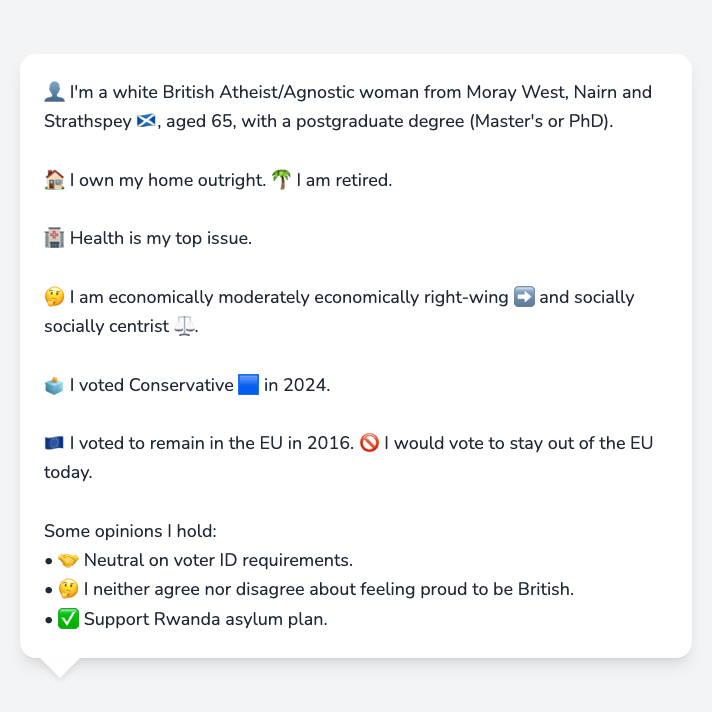 👤 I'm a white British Atheist/Agnostic woman from Moray West, Nairn and
Strathspey 🏴󠁧󠁢󠁳󠁣󠁴󠁿, aged 65, with a postgraduate degree (Master's or PhD).
🏠 I own my home outright. 🌴 I am retired.
🏥 Health is my top issue.
🤔 I am economically moderately economically right-wing ➡️ and socially
socially centrist ⚖️.
🗳️ I voted Conservative 🟦 in 2024.
🇪🇺 I voted to remain in the EU in 2016. 🚫 I would vote to stay out of the EU
today.
Some opinions I hold:
• 🤝 Neutral on voter ID requirements.
• 🤔 I neither agree nor disagree about feeling proud to be British.
• ✅ Support Rwanda asylum plan.